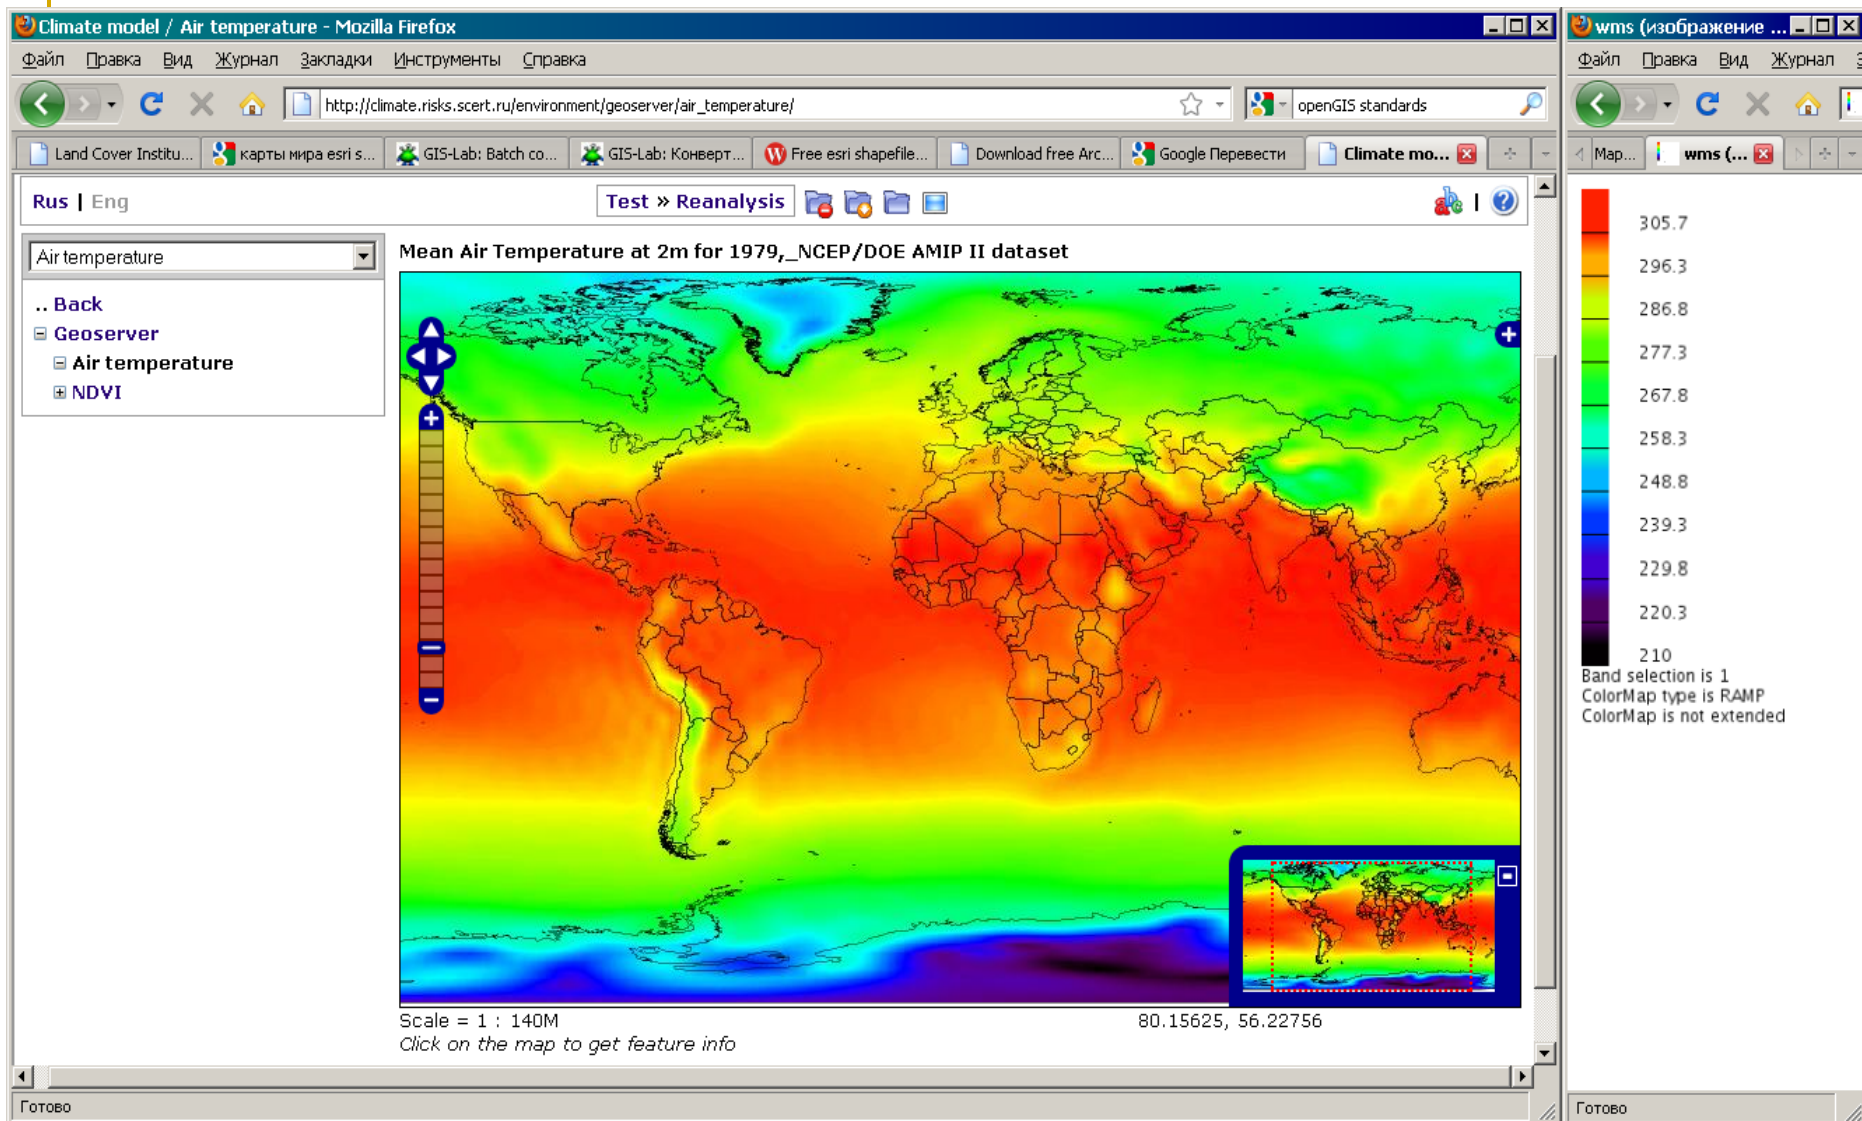 Climate model / Air temperature - Mozilla Firefox
Файл Правка Вид Журнал Закладки Инструменты Справка
http://climate.risks.scert.ru/environment/geoserver/air_temperature/
openGIS standards
Land Cover Institu...
карты мира esri s...
GIS-Lab: Batch co...
GIS-Lab: Конверт...
Free esri shapefile...
Download free Arc...
Google Перевести
Climate mo...
Rus | Eng
Test » Reanalysis
Air temperature
.. Back
Geoserver
Air temperature
NDVI
Mean Air Temperature at 2m for 1979,_NCEP/DOE AMIP II dataset
Scale = 1 : 140M
80.15625, 56.22756
Click on the map to get feature info
Готово
wms (изображение ...
Файл Правка Вид Журнал
Map...
wms (...
305.7
296.3
286.8
277.3
267.8
258.3
248.8
239.3
229.8
220.3
210
Band selection is 1
ColorMap type is RAMP
ColorMap is not extended
Готово